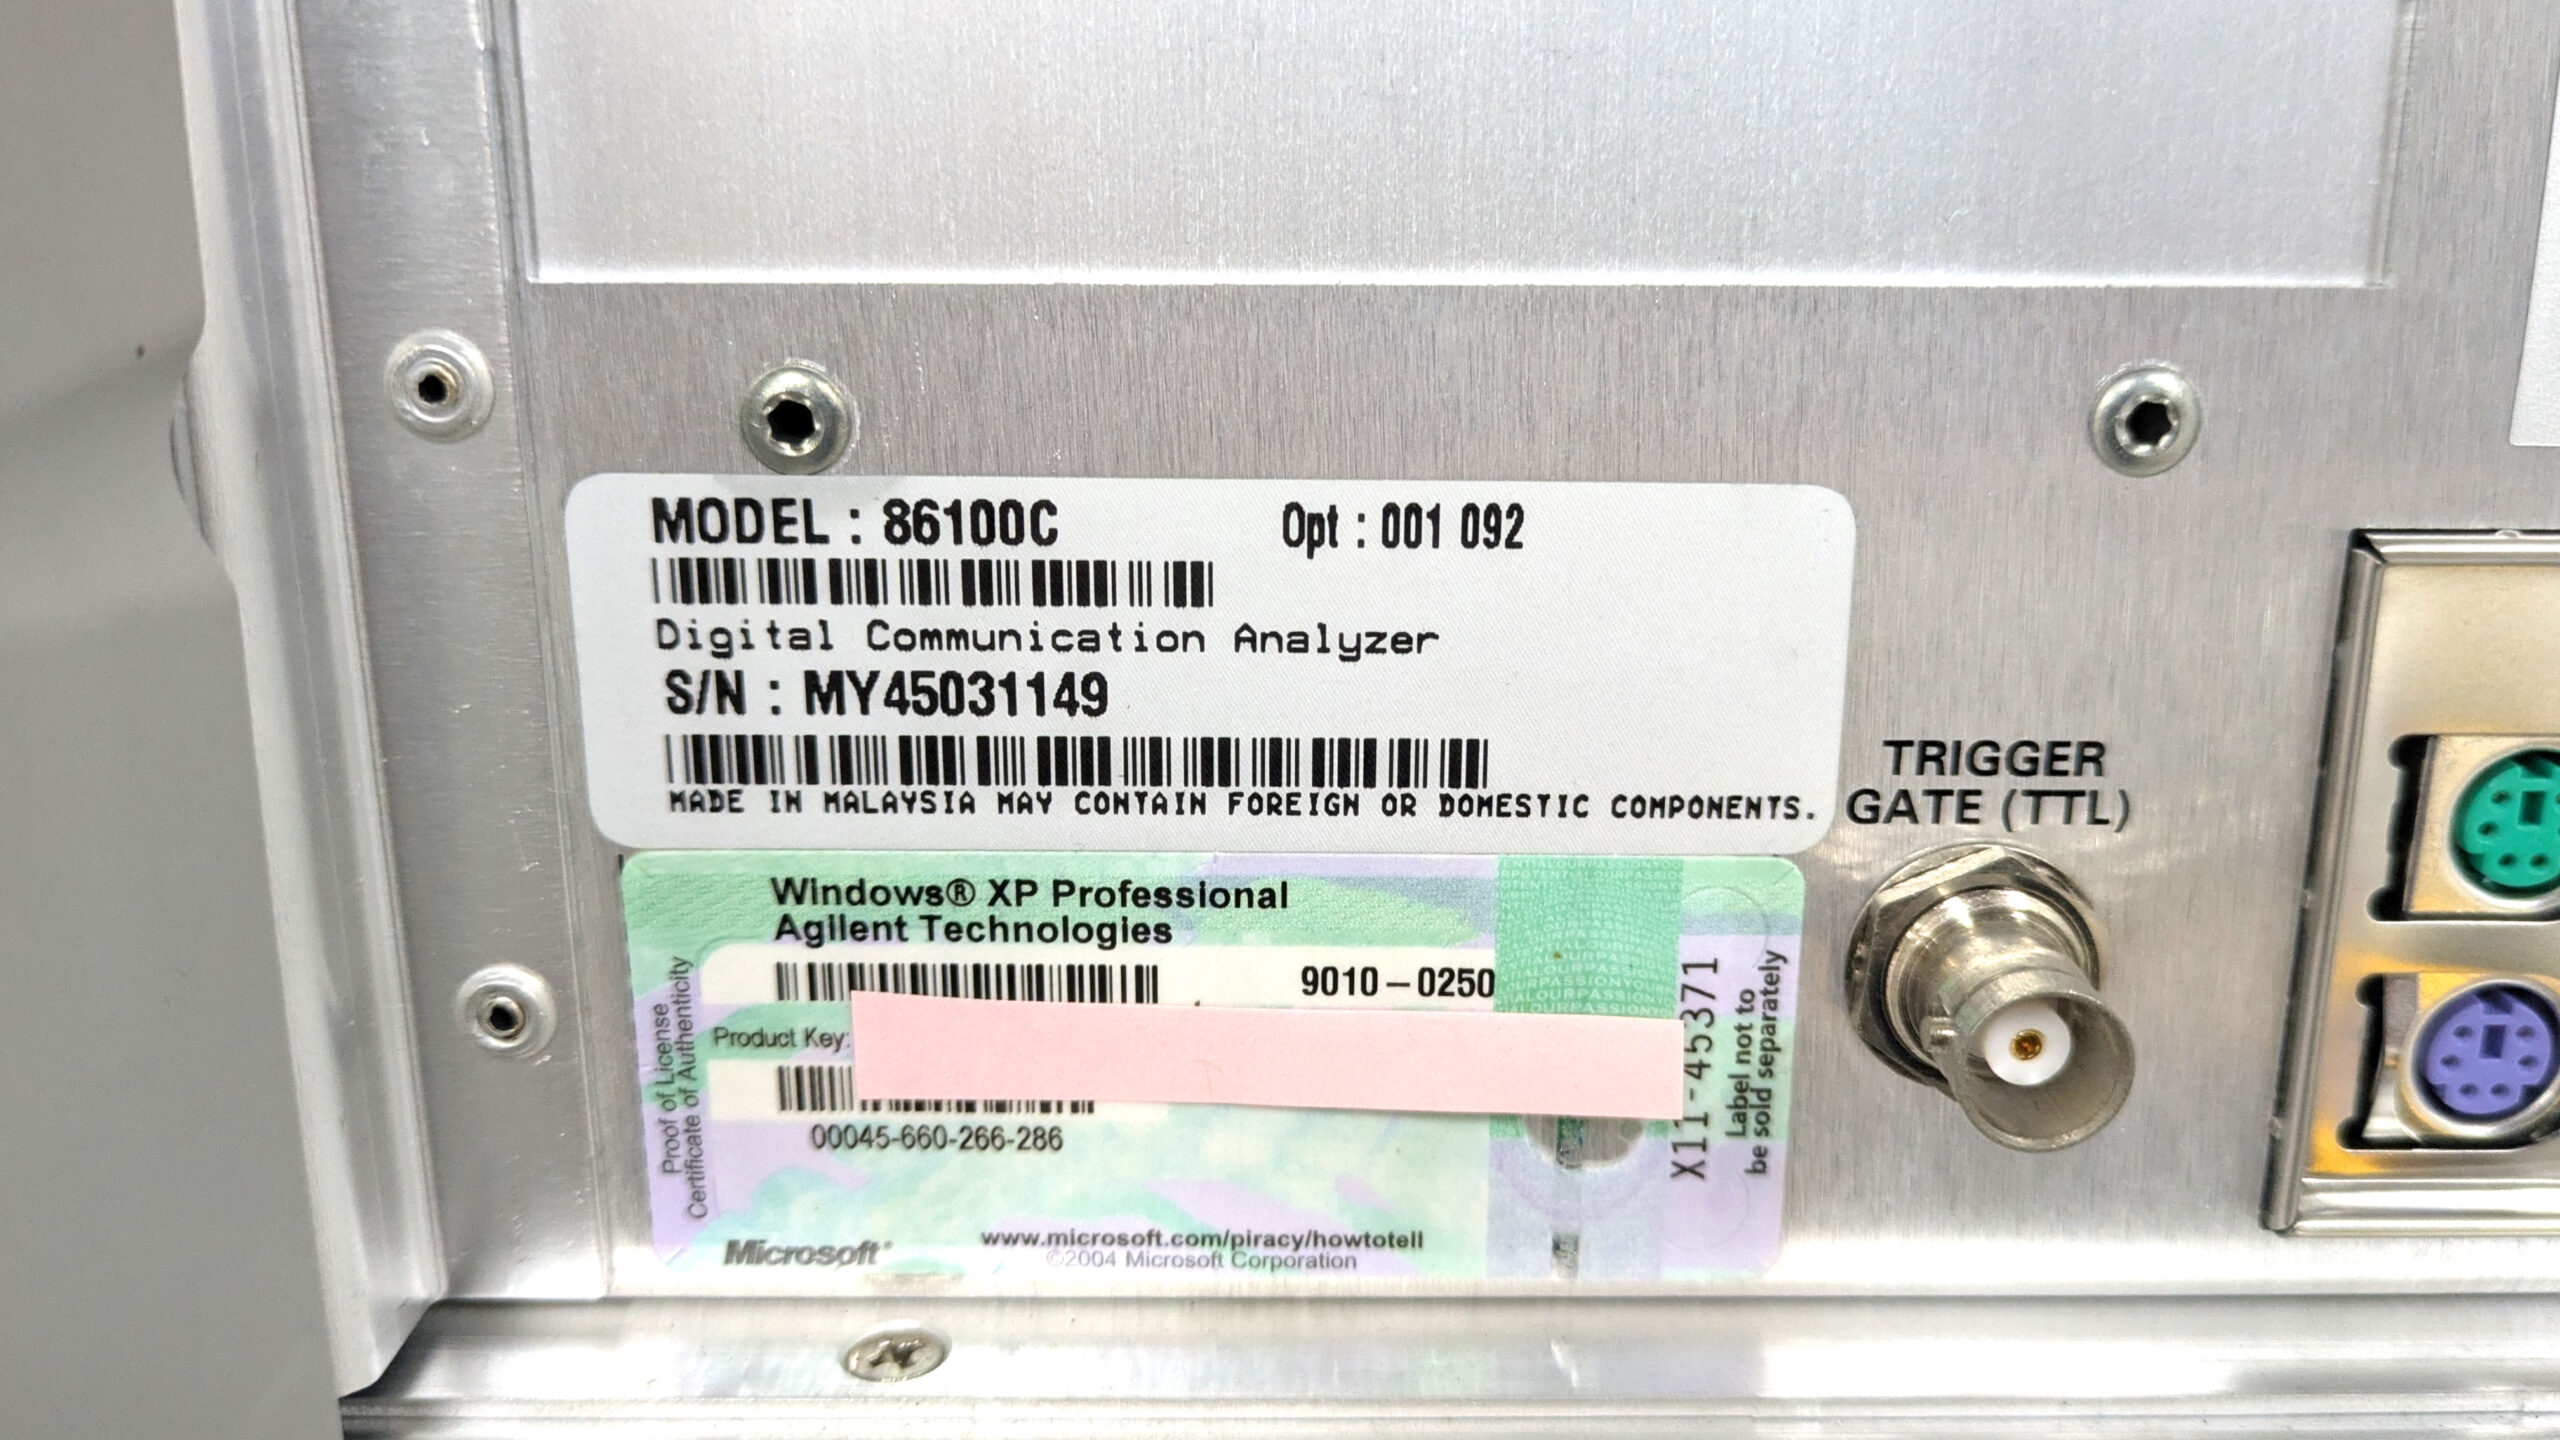 MODEL : 86100C Opt : 001 092
Digital Communication Analyzer
S/N : MY45031149
MADE IN MALAYSIA MAY CONTAIN FOREIGN OR DOMESTIC COMPONENTS.
TRIGGER
GATE (TTL)
Windows® XP Professional
Agilent Technologies
9010-0250
Product Key:
00045-660-266-286
Proof of License
Certificate of Authenticity
X11-45371
Label not to
be sold separately
Microsoft®
www.microsoft.com/piracy/howtotell
©2004 Microsoft Corporation